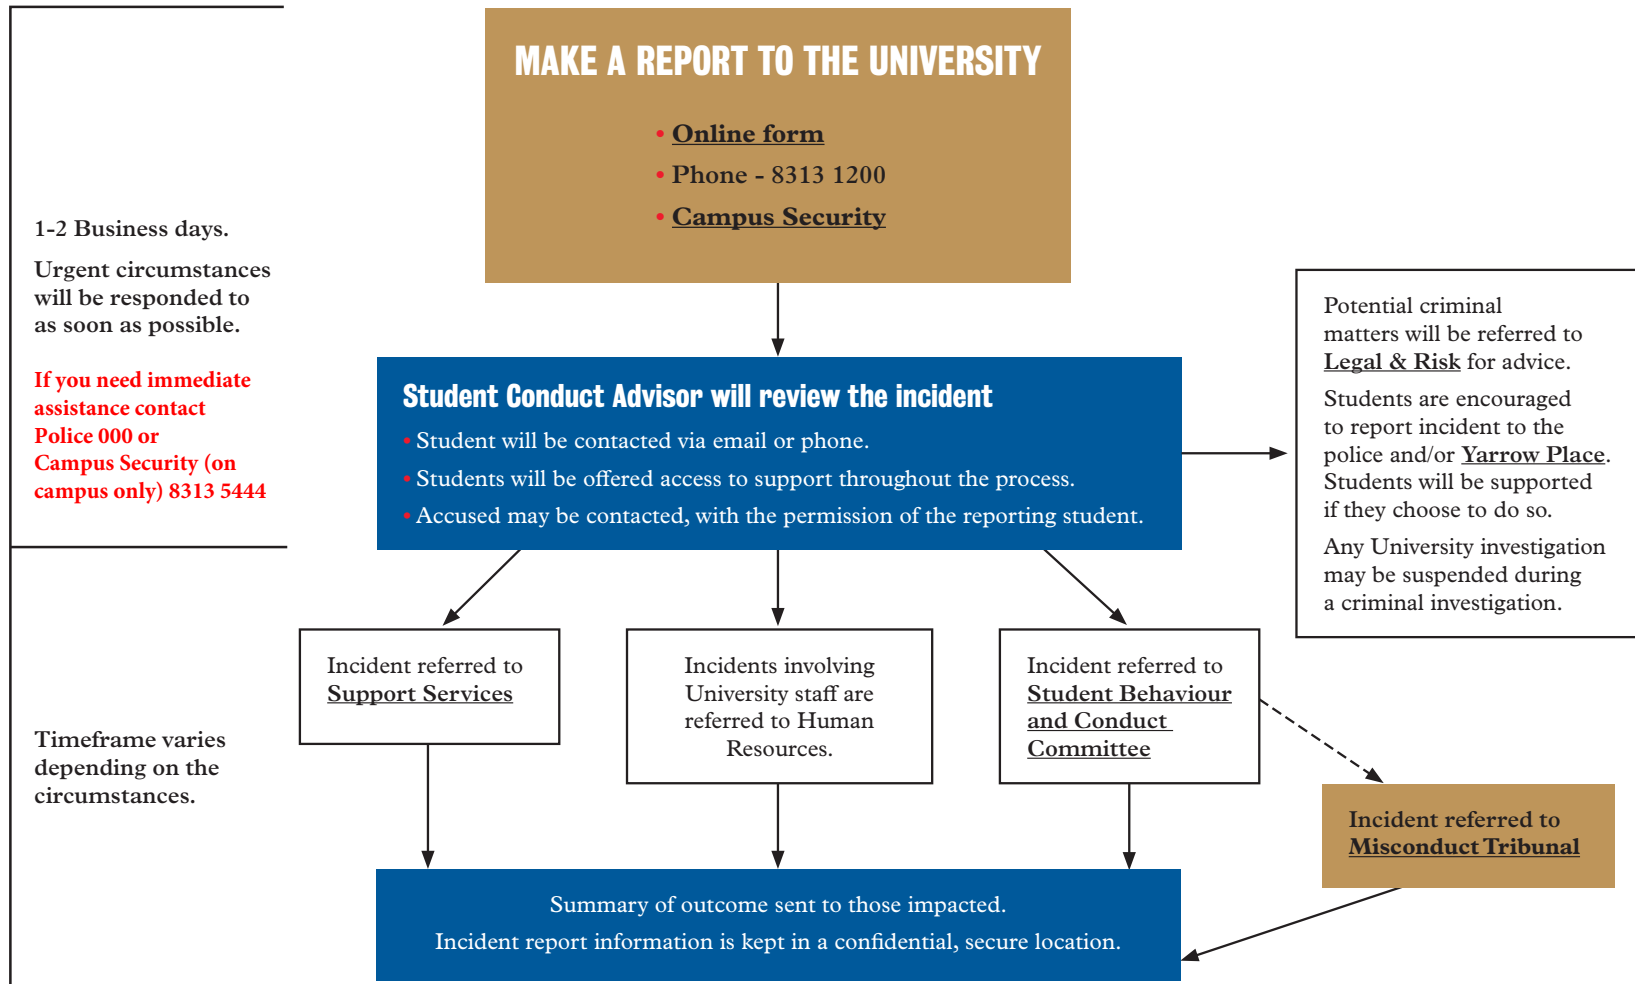 MAKE A REPORT TO THE UNIVERSITY
• Online form
• Phone - 8313 1200
• Campus Security
1-2 Business days.
Urgent circumstances
will be responded to
as soon as possible.
If you need immediate
assistance contact
Police 000 or
Campus Security (on
campus only) 8313 5444
Student Conduct Advisor will review the incident
• Student will be contacted via email or phone.
• Students will be offered access to support throughout the process.
• Accused may be contacted, with the permission of the reporting student.
Potential criminal
matters will be referred to
Legal & Risk for advice.
Students are encouraged
to report incident to the
police and/or Yarrow Place.
Students will be supported
if they choose to do so.
Any University investigation
may be suspended during
a criminal investigation.
Timeframe varies
depending on the
circumstances.
Incident referred to
Support Services
Incidents involving
University staff are
referred to Human
Resources.
Incident referred to
Student Behaviour
and Conduct
Committee
Incident referred to
Misconduct Tribunal
Summary of outcome sent to those impacted.
Incident report information is kept in a confidential, secure location.